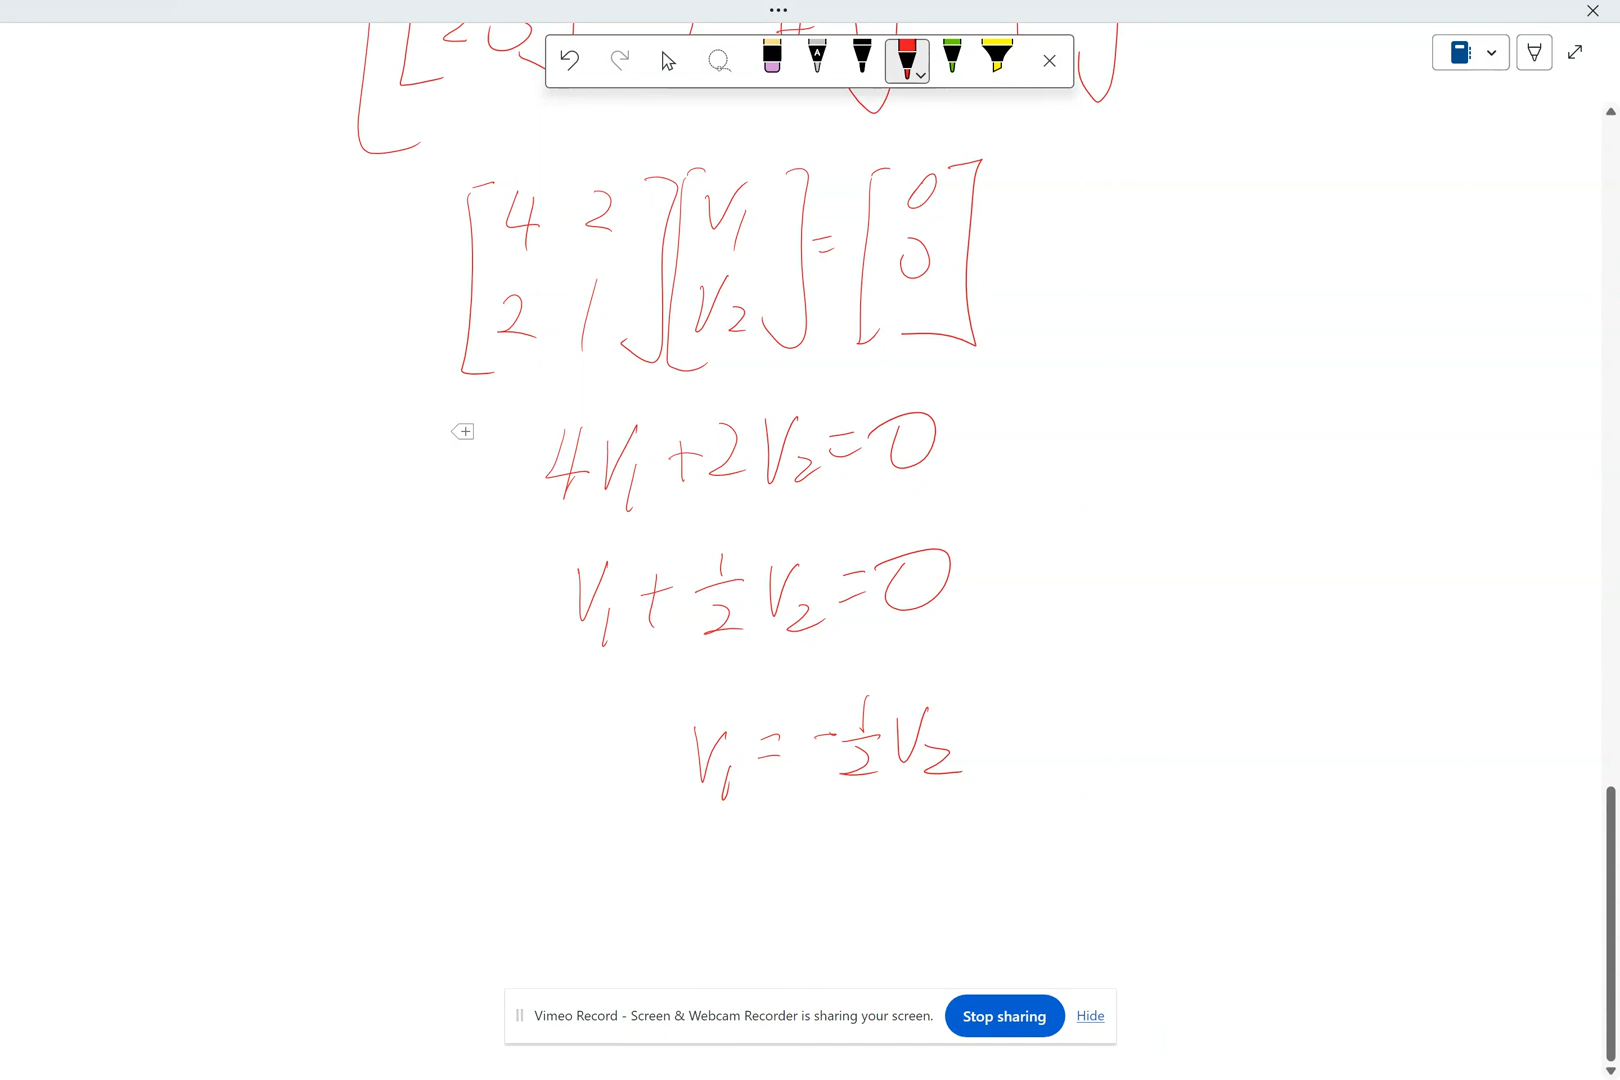 20
A
[4 2 [V1 [0
2 1] V2] = 0]
4V1 + 2V2 = 0
V1 + 1/2 V2 = 0
V1 = -1/2 V2
Vimeo Record - Screen & Webcam Recorder is sharing your screen. Stop sharing Hide